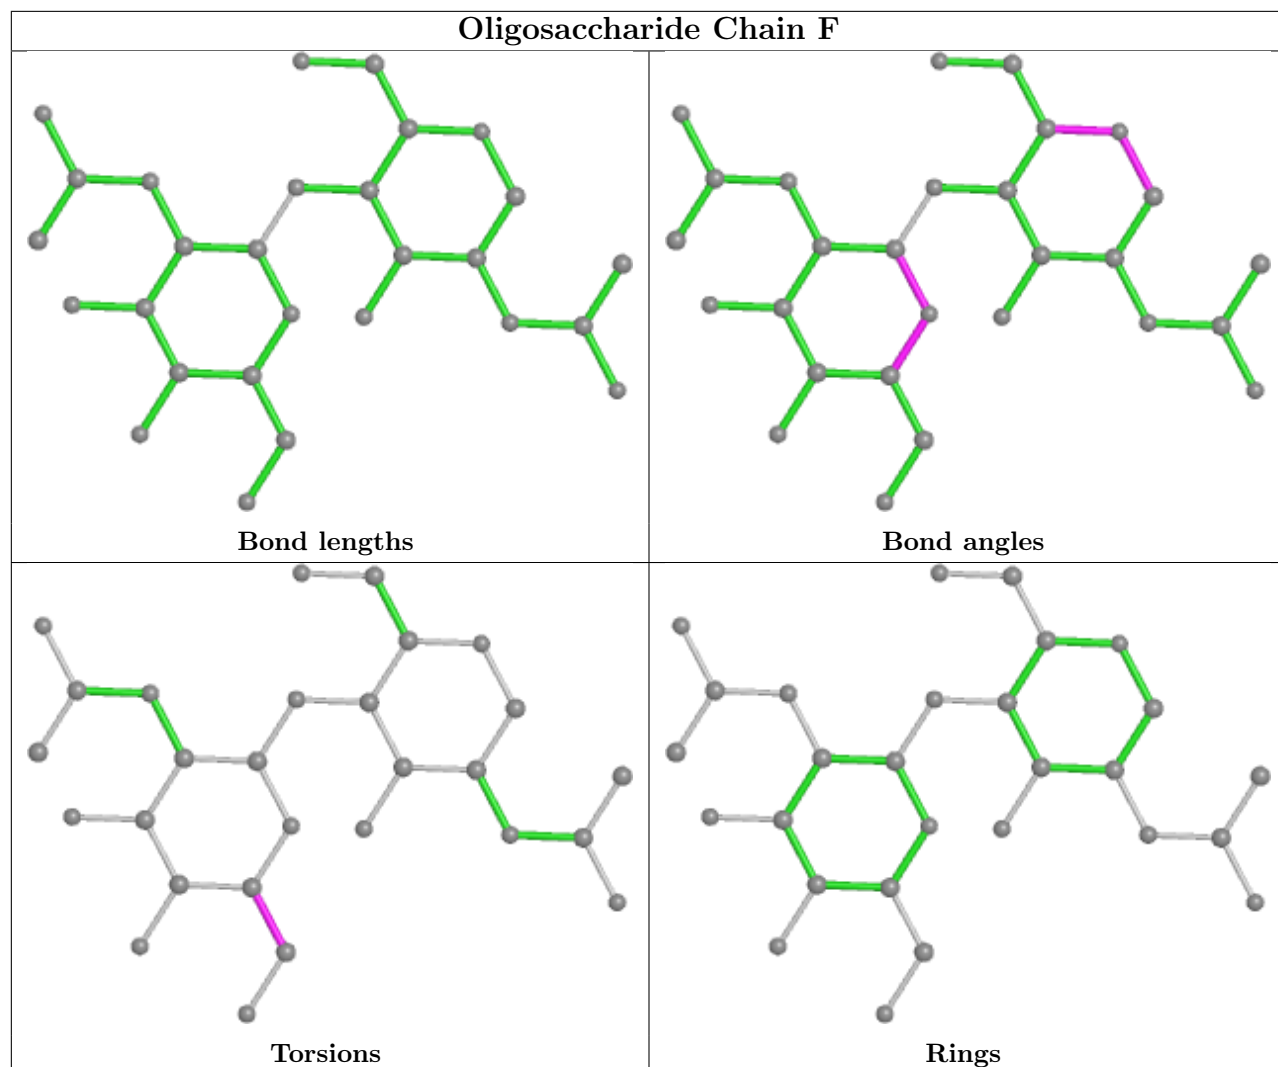 Oligosaccharide Chain F
Bond lengths
Bond angles
Torsions
Rings